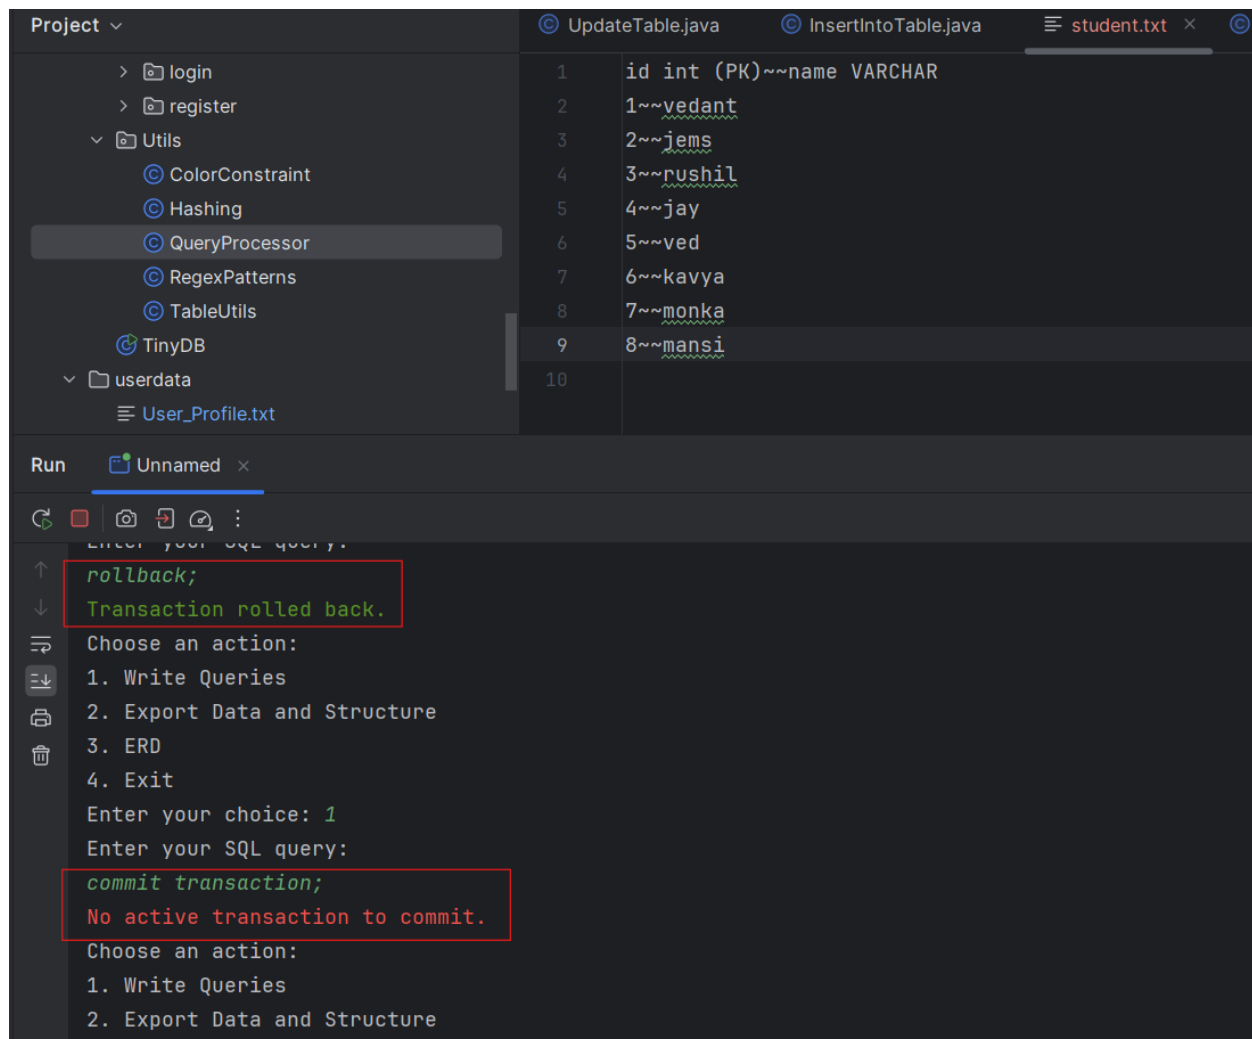 Project
login
register
Utils
ColorConstraint
Hashing
QueryProcessor
RegexPatterns
TableUtils
TinyDB
userdata
User_Profile.txt
UpdateTable.java InsertIntoTable.java student.txt
1 id int (PK)~~name VARCHAR
2 1~~vedant
3 2~~jems
4 3~~rushil
5 4~~jay
6 5~~ved
7 6~~kavya
8 7~~monka
9 8~~mansi
10
Run Unnamed
Enter your SQL query:
rollback;
Transaction rolled back.
Choose an action:
1. Write Queries
2. Export Data and Structure
3. ERD
4. Exit
Enter your choice: 1
Enter your SQL query:
commit transaction;
No active transaction to commit.
Choose an action:
1. Write Queries
2. Export Data and Structure